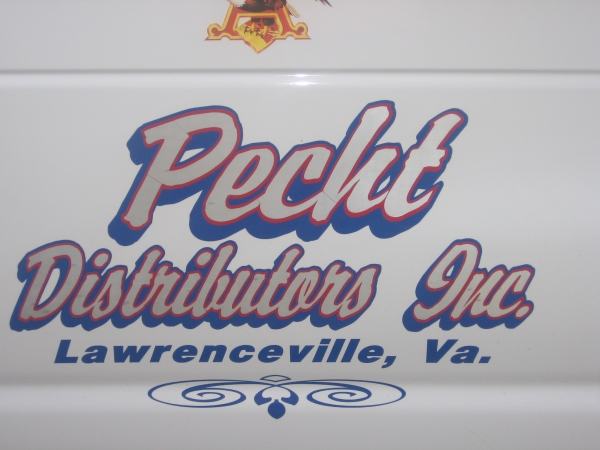 Pecht
Distributors Inc.
Lawrenceville, Va.